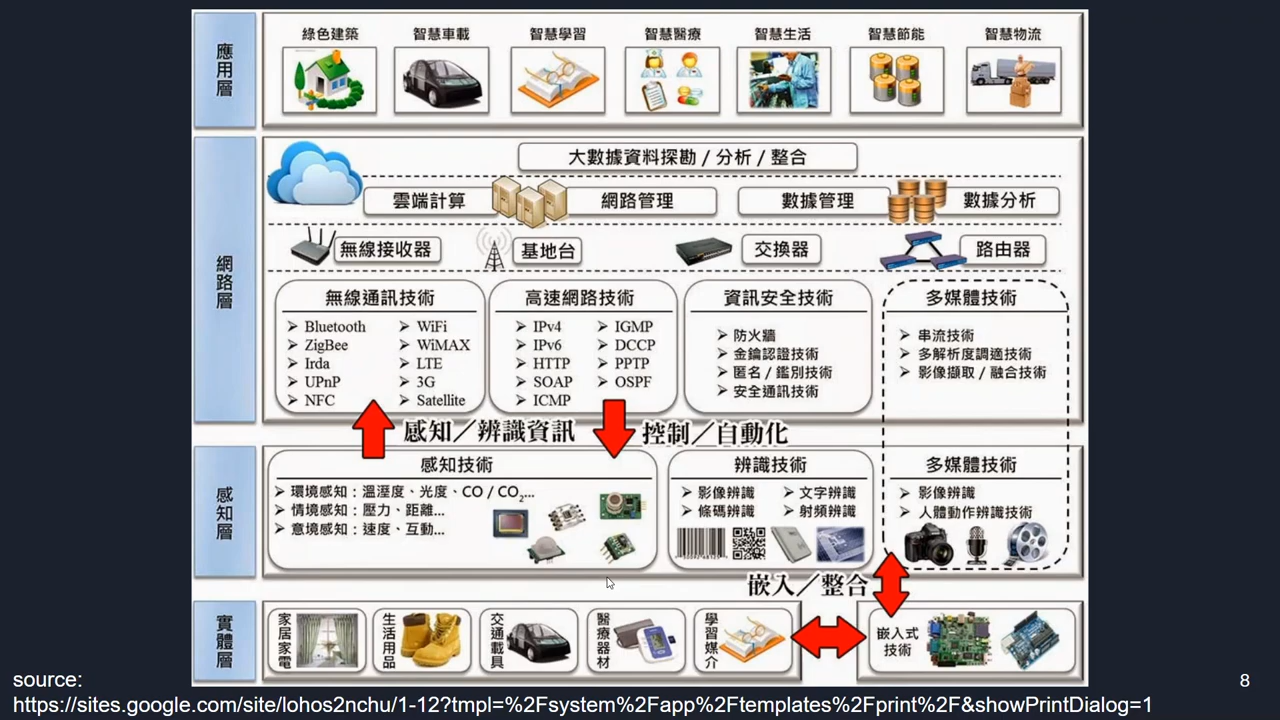 應用層
綠色建築
智慧車載
智慧學習
智慧醫療
智慧生活
智慧節能
智慧物流
網路層
大數據資料探勘 / 分析 / 整合
雲端計算
網路管理
數據管理
數據分析
無線接收器
基地台
交換器
路由器
無線通訊技術
➢ Bluetooth
➢ ZigBee
➢ Irda
➢ UPnP
➢ NFC
➢ WiFi
➢ WiMAX
➢ LTE
➢ 3G
➢ Satellite
高速網路技術
➢ IPv4
➢ IPv6
➢ HTTP
➢ SOAP
➢ ICMP
➢ IGMP
➢ DCCP
➢ PPTP
➢ OSPF
資訊安全技術
➢ 防火牆
➢ 金鑰認證技術
➢ 匿名 / 鑑別技術
➢ 安全通訊技術
多媒體技術
➢ 串流技術
➢ 多解析度調適技術
➢ 影像擷取 / 融合技術
感知／辨識資訊
控制／自動化
感知層
感知技術
➢ 環境感知：溫溼度、光度、CO / CO2...
➢ 情境感知：壓力、距離...
➢ 意境感知：速度、互動...
辨識技術
➢ 影像辨識
➢ 條碼辨識
➢ 文字辨識
➢ 射頻辨識
多媒體技術
➢ 影像辨識
➢ 人體動作辨識技術
嵌入／整合
實體層
家居家電
生活用品
交通載具
醫療器材
學習媒介
嵌入式
技術
source:
8
https://sites.google.com/site/lohos2nchu/1-12?tmpl=%2Fsystem%2Fapp%2Ftemplates%2Fprint%2F&showPrintDialog=1